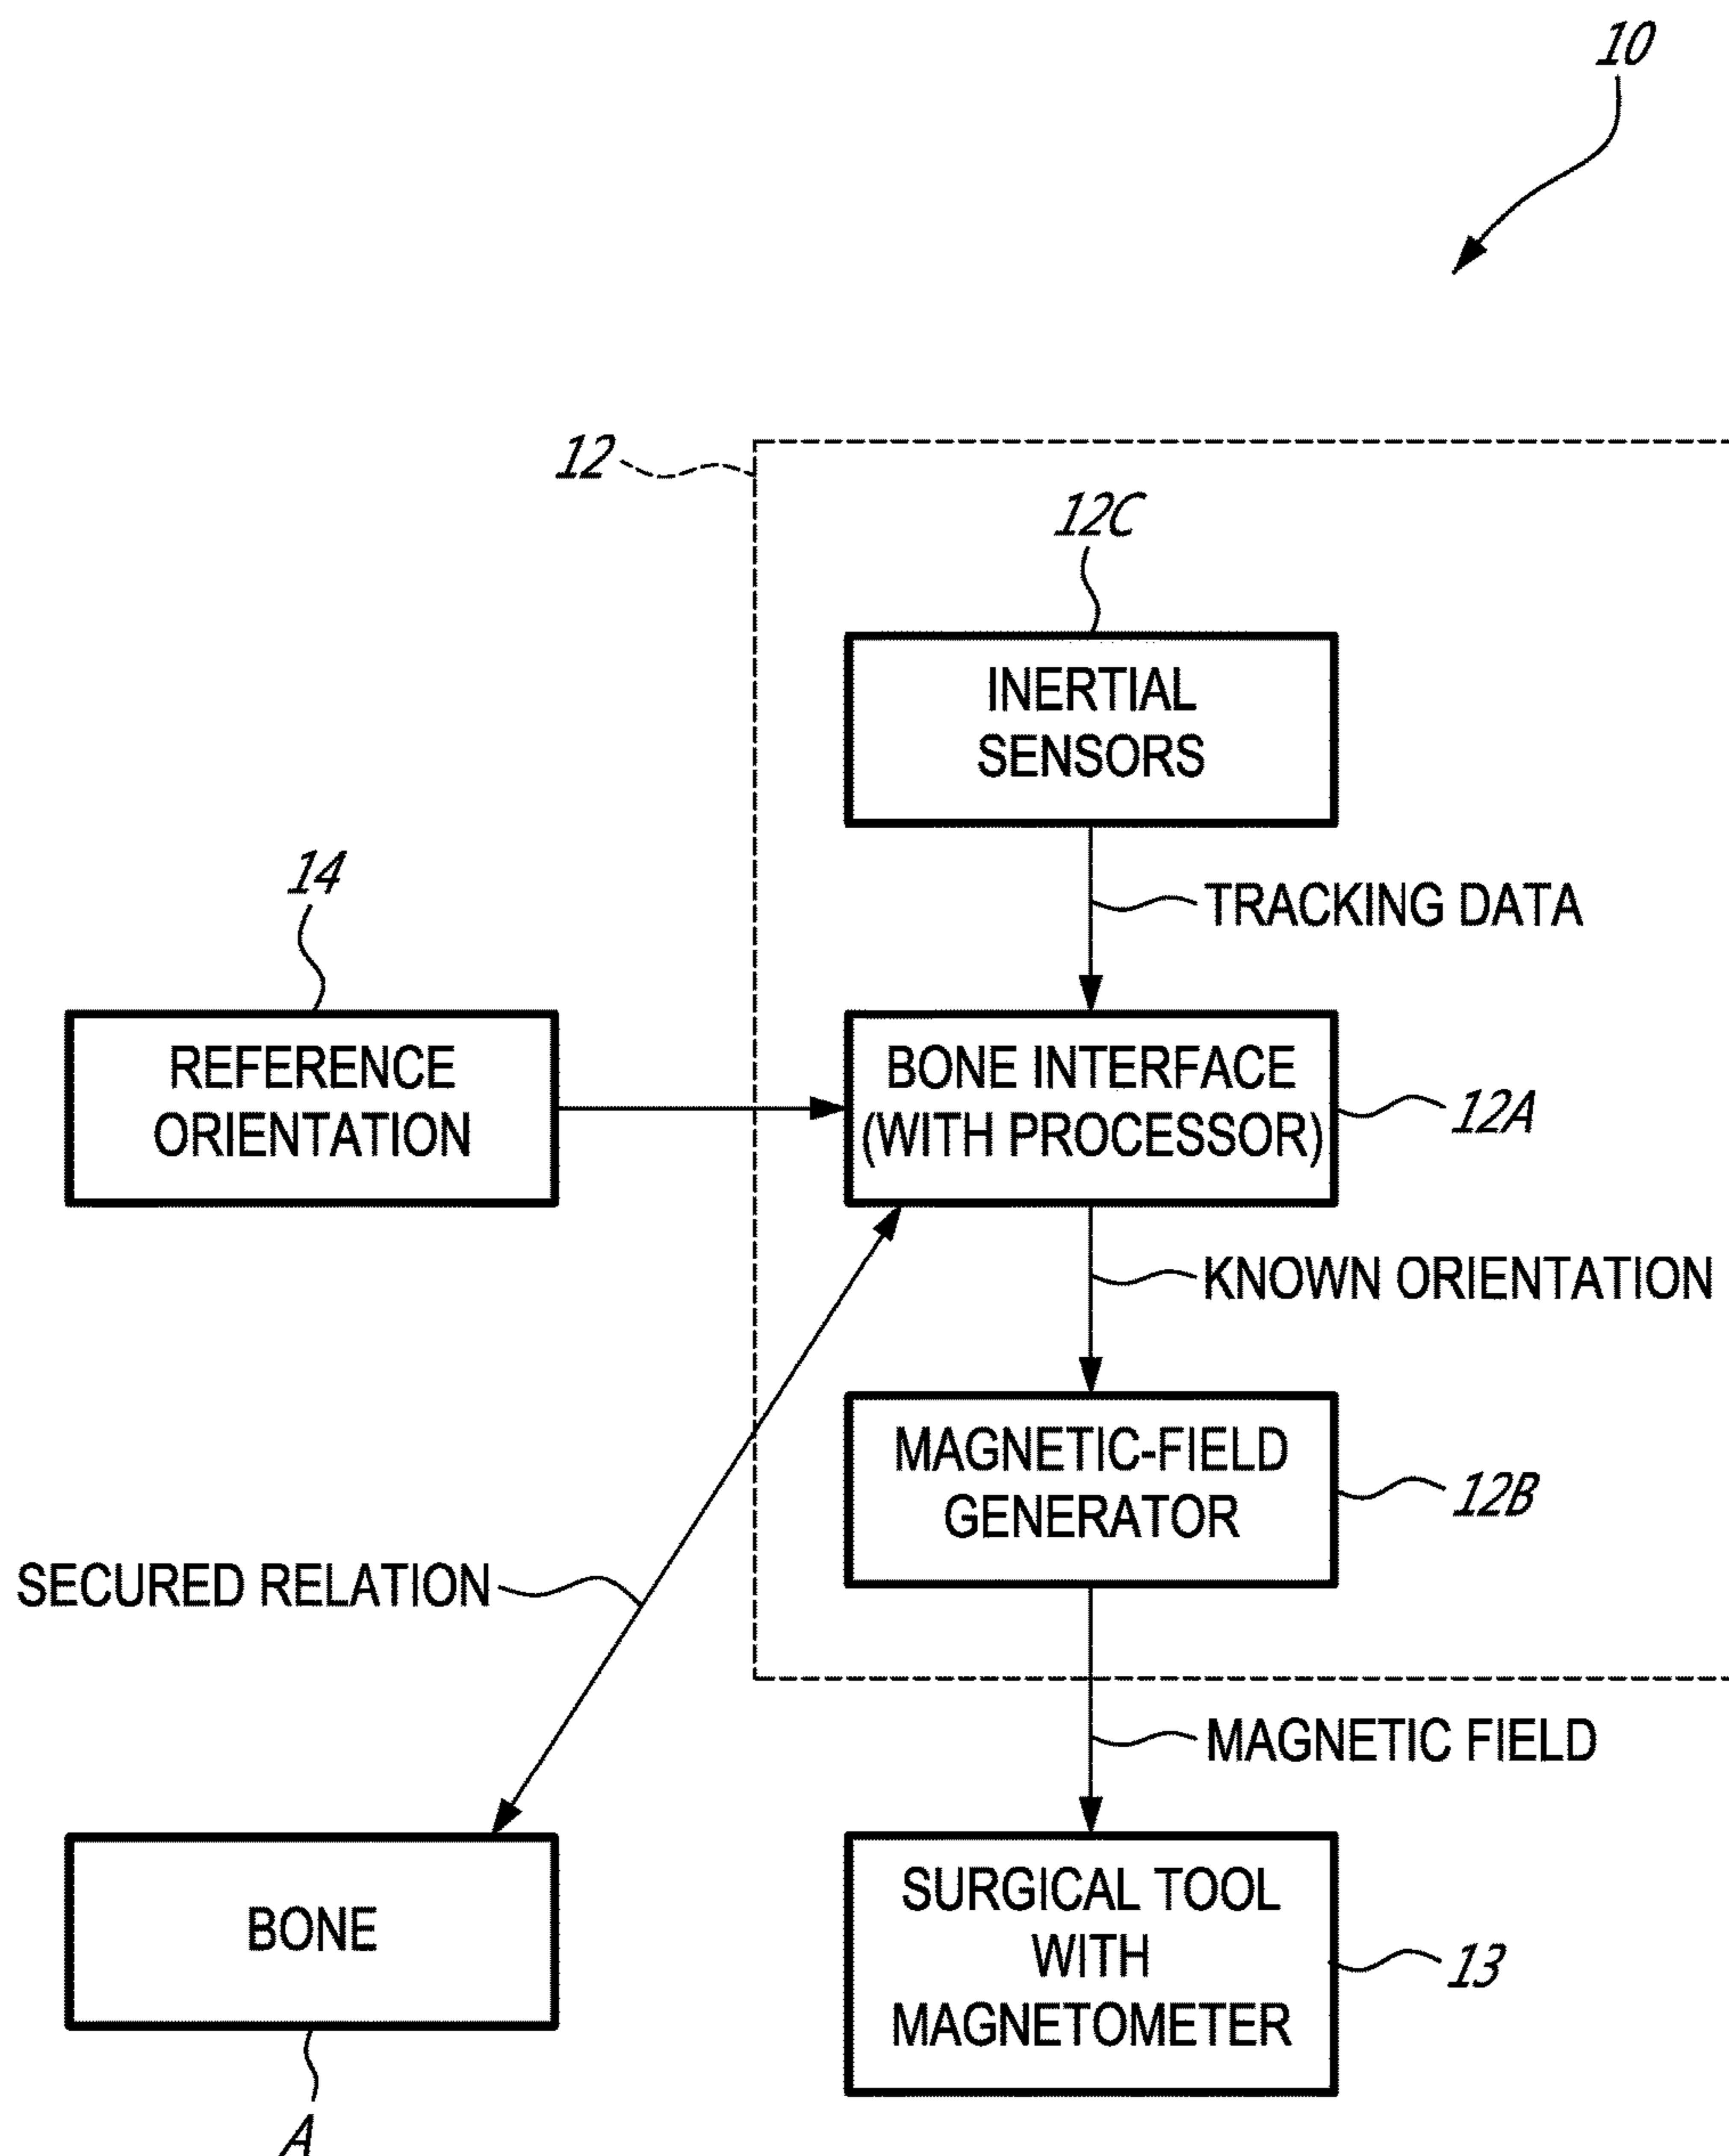 10
12
12C
INERTIAL
SENSORS
TRACKING DATA
14
REFERENCE
ORIENTATION
BONE INTERFACE
(WITH PROCESSOR)
12A
KNOWN ORIENTATION
MAGNETIC-FIELD
GENERATOR
12B
SECURED RELATION
MAGNETIC FIELD
BONE
A
SURGICAL TOOL
WITH
MAGNETOMETER
13